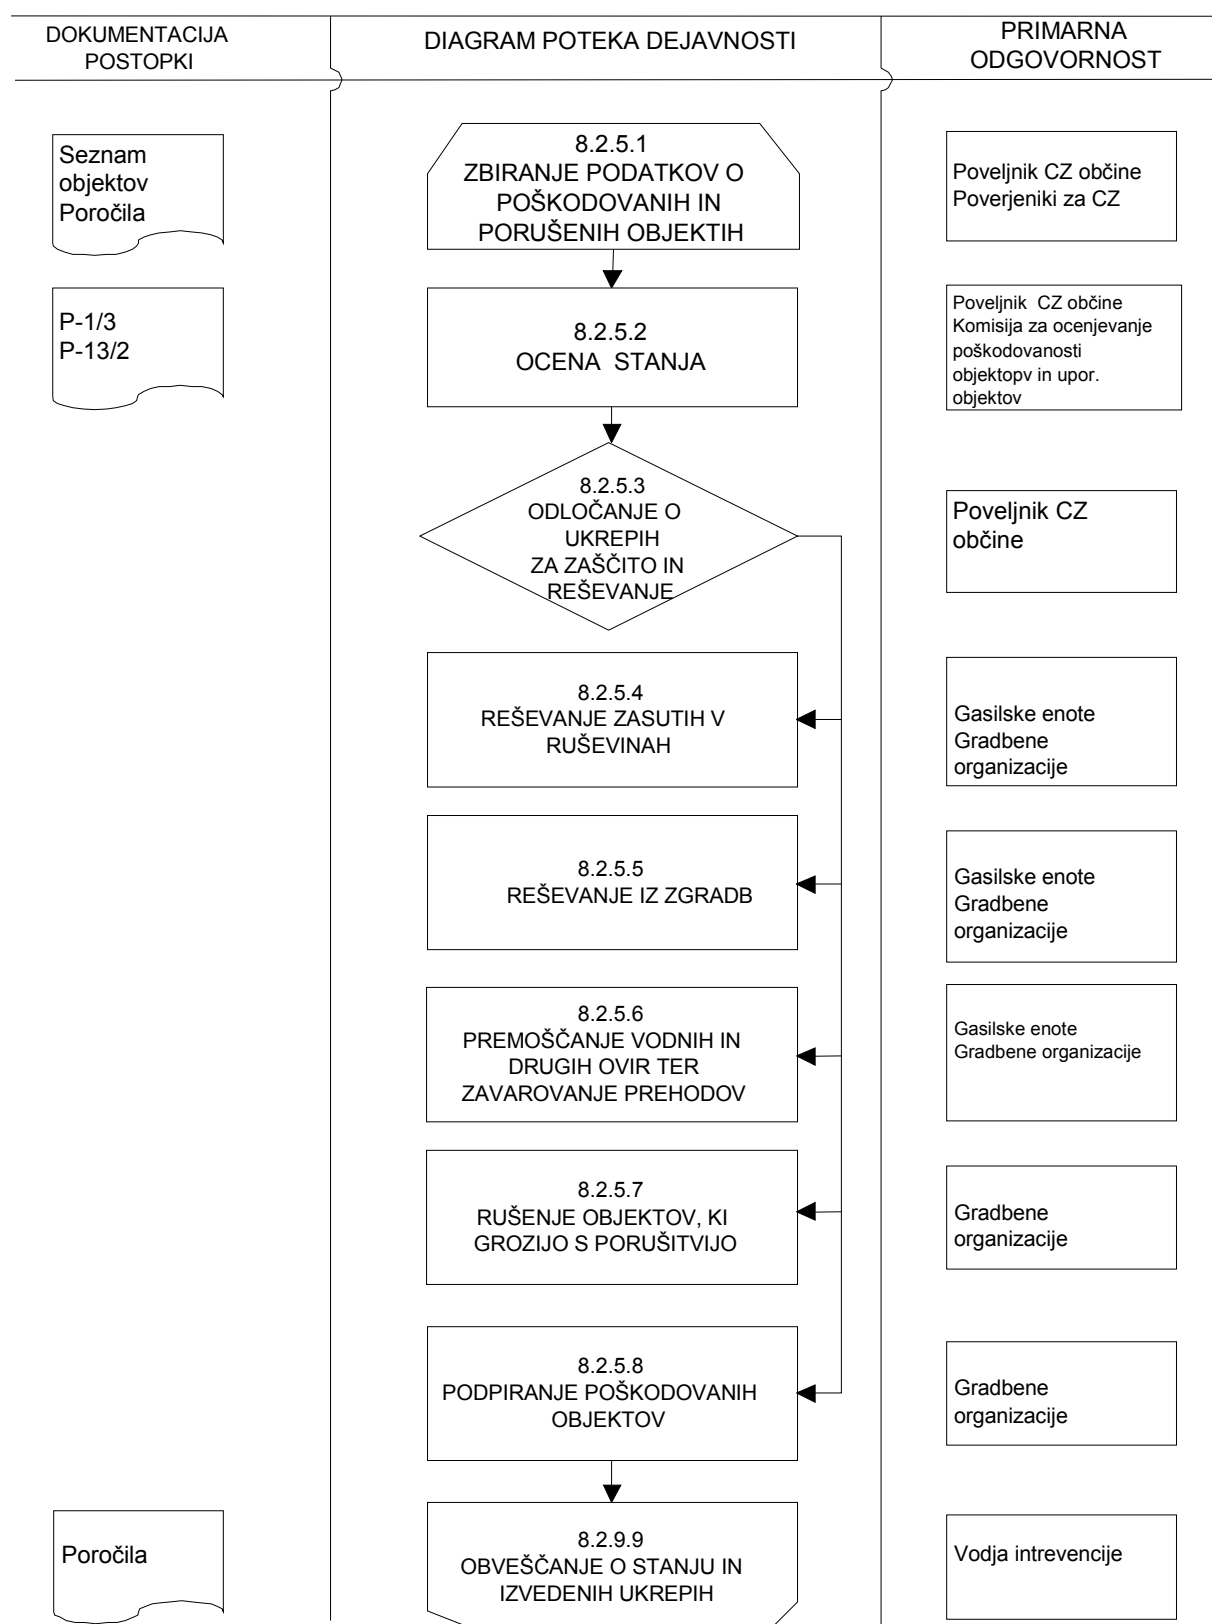 DOKUMENTACIJA
POSTOPKI
DIAGRAM POTEKA DEJAVNOSTI
PRIMARNA
ODGOVORNOST
Seznam
objektov
Poročila
8.2.5.1
ZBIRANJE PODATKOV O
POŠKODOVANIH IN
PORUŠENIH OBJEKTIH
Poveljnik CZ občine
Poverjeniki za CZ
P-1/3
P-13/2
8.2.5.2
OCENA STANJA
Poveljnik CZ občine
Komisija za ocenjevanje
poškodovanosti
objektopv in upor.
objektov
8.2.5.3
ODLOČANJE O
UKREPIH
ZA ZAŠČITO IN
REŠEVANJE
Poveljnik CZ
občine
8.2.5.4
REŠEVANJE ZASUTIH V
RUŠEVINAH
Gasilske enote
Gradbene
organizacije
8.2.5.5
REŠEVANJE IZ ZGRADB
Gasilske enote
Gradbene
organizacije
8.2.5.6
PREMOŠČANJE VODNIH IN
DRUGIH OVIR TER
ZAVAROVANJE PREHODOV
Gasilske enote
Gradbene organizacije
8.2.5.7
RUŠENJE OBJEKTOV, KI
GROZIJO S PORUŠITVIJO
Gradbene
organizacije
8.2.5.8
PODPIRANJE POŠKODOVANIH
OBJEKTOV
Gradbene
organizacije
Poročila
8.2.9.9
OBVEŠČANJE O STANJU IN
IZVEDENIH UKREPIH
Vodja intrevencije